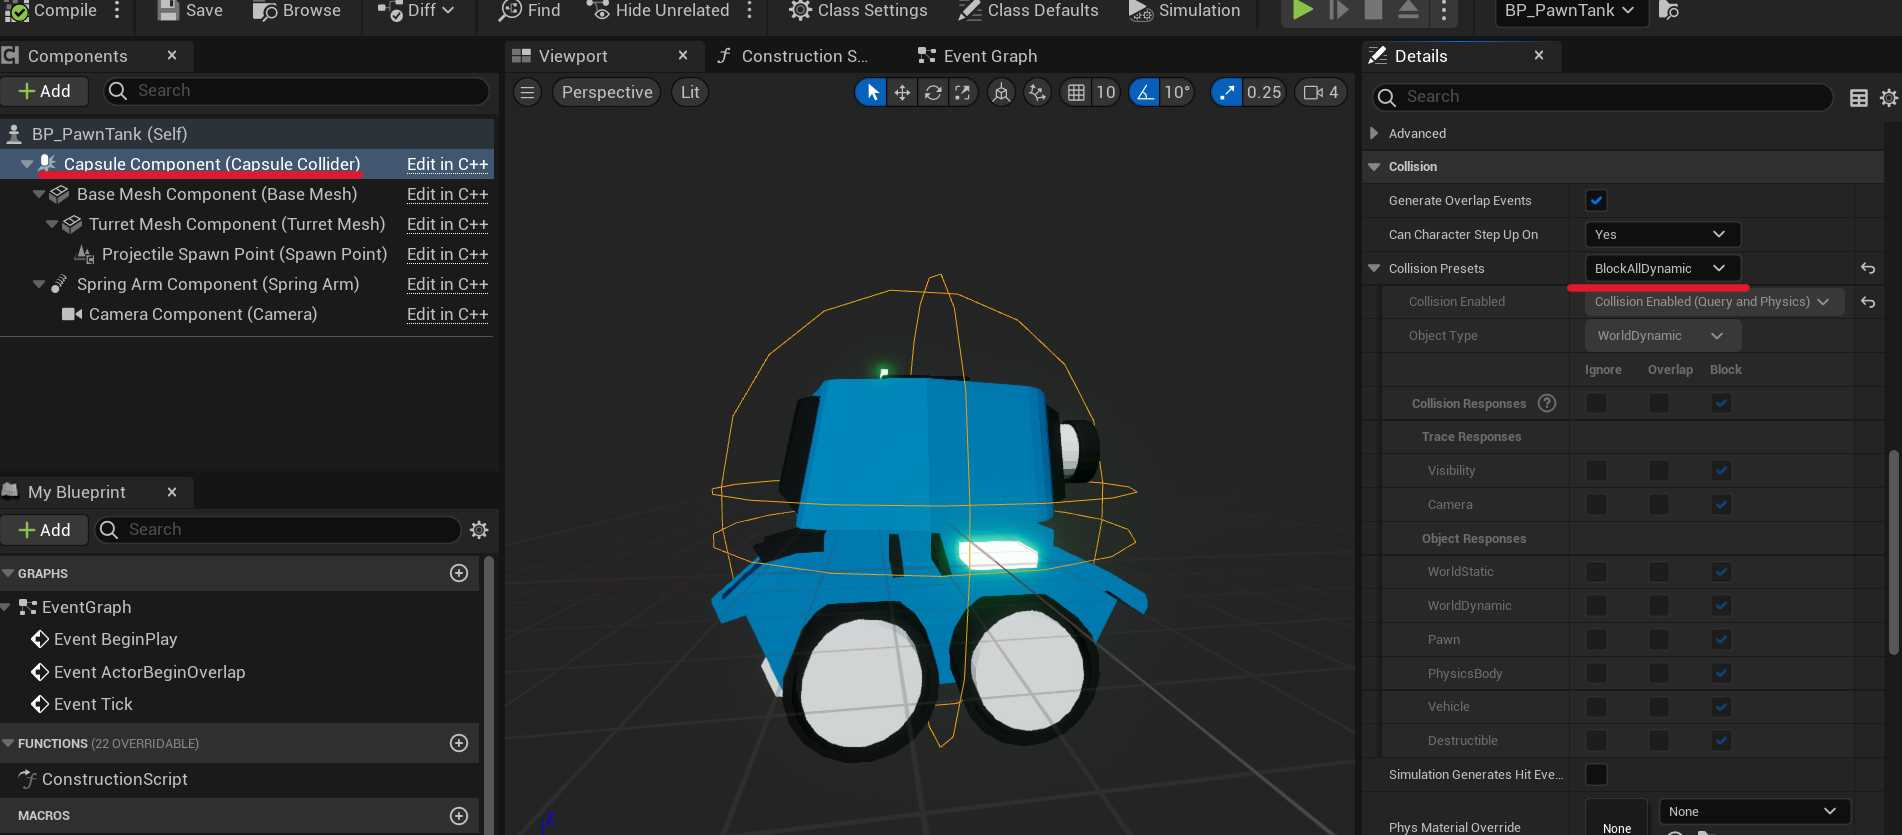 Compile
Save
Browse
Diff
Find
Hide Unrelated
Class Settings
Class Defaults
Simulation
BP_PawnTank
Components
Add
Search
BP_PawnTank (Self)
Capsule Component (Capsule Collider) Edit in C++
Base Mesh Component (Base Mesh) Edit in C++
Turret Mesh Component (Turret Mesh) Edit in C++
Projectile Spawn Point (Spawn Point) Edit in C++
Spring Arm Component (Spring Arm) Edit in C++
Camera Component (Camera) Edit in C++
My Blueprint
Add
Search
GRAPHS
EventGraph
Event BeginPlay
Event ActorBeginOverlap
Event Tick
FUNCTIONS (22 OVERRIDABLE)
ConstructionScript
MACROS
Viewport
Construction S...
Event Graph
Perspective
Lit
10
10°
0.25
4
Details
Search
Advanced
Collision
Generate Overlap Events
Can Character Step Up On Yes
Collision Presets BlockAllDynamic
Collision Enabled Collision Enabled (Query and Physics)
Object Type WorldDynamic
Ignore Overlap Block
Collision Responses
Trace Responses
Visibility
Camera
Object Responses
WorldStatic
WorldDynamic
Pawn
PhysicsBody
Vehicle
Destructible
Simulation Generates Hit Eve...
Phys Material Override None None